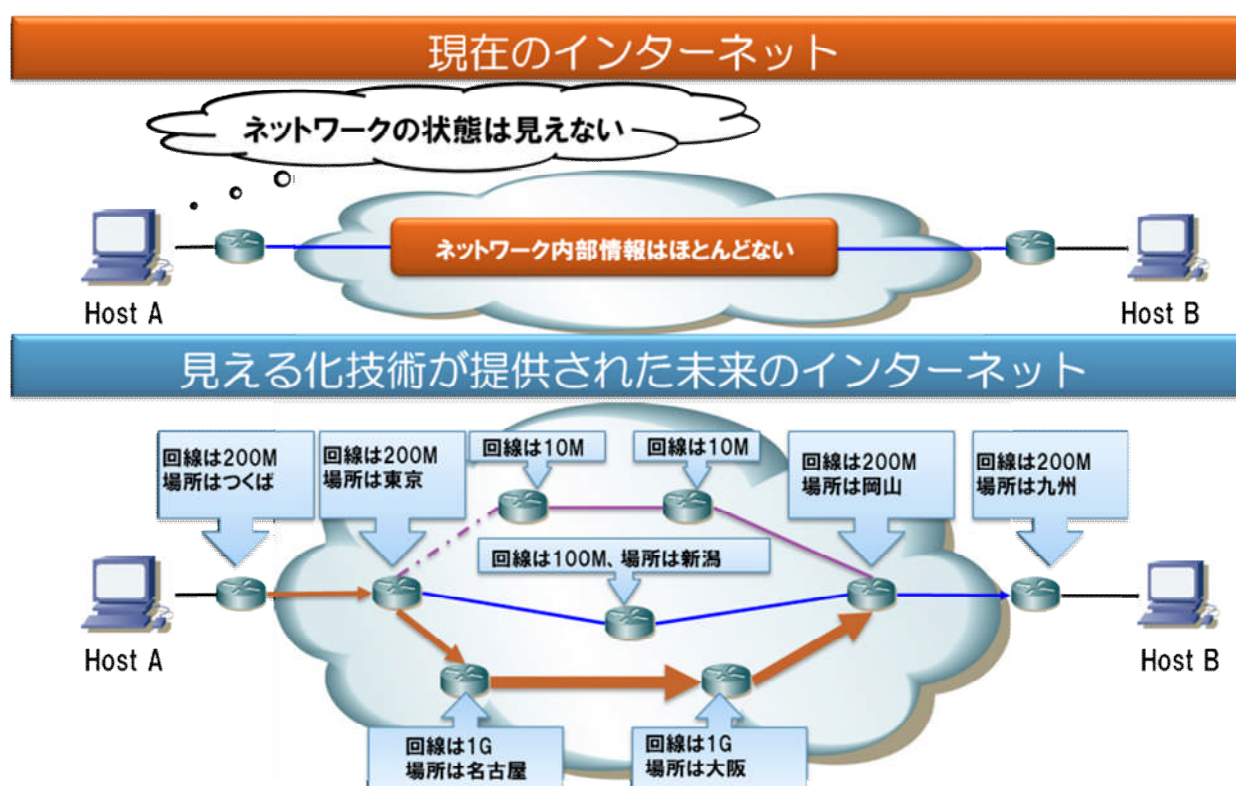 現在のインターネット
ネットワークの状態は見えない
ネットワーク内部情報はほとんどない
Host A
Host B
見える化技術が提供された未来のインターネット
回線は200M
場所はつくば
回線は200M
場所は東京
回線は10M
回線は10M
回線は200M
場所は岡山
回線は200M
場所は九州
回線は100M、場所は新潟
Host A
Host B
回線は1G
場所は名古屋
回線は1G
場所は大阪